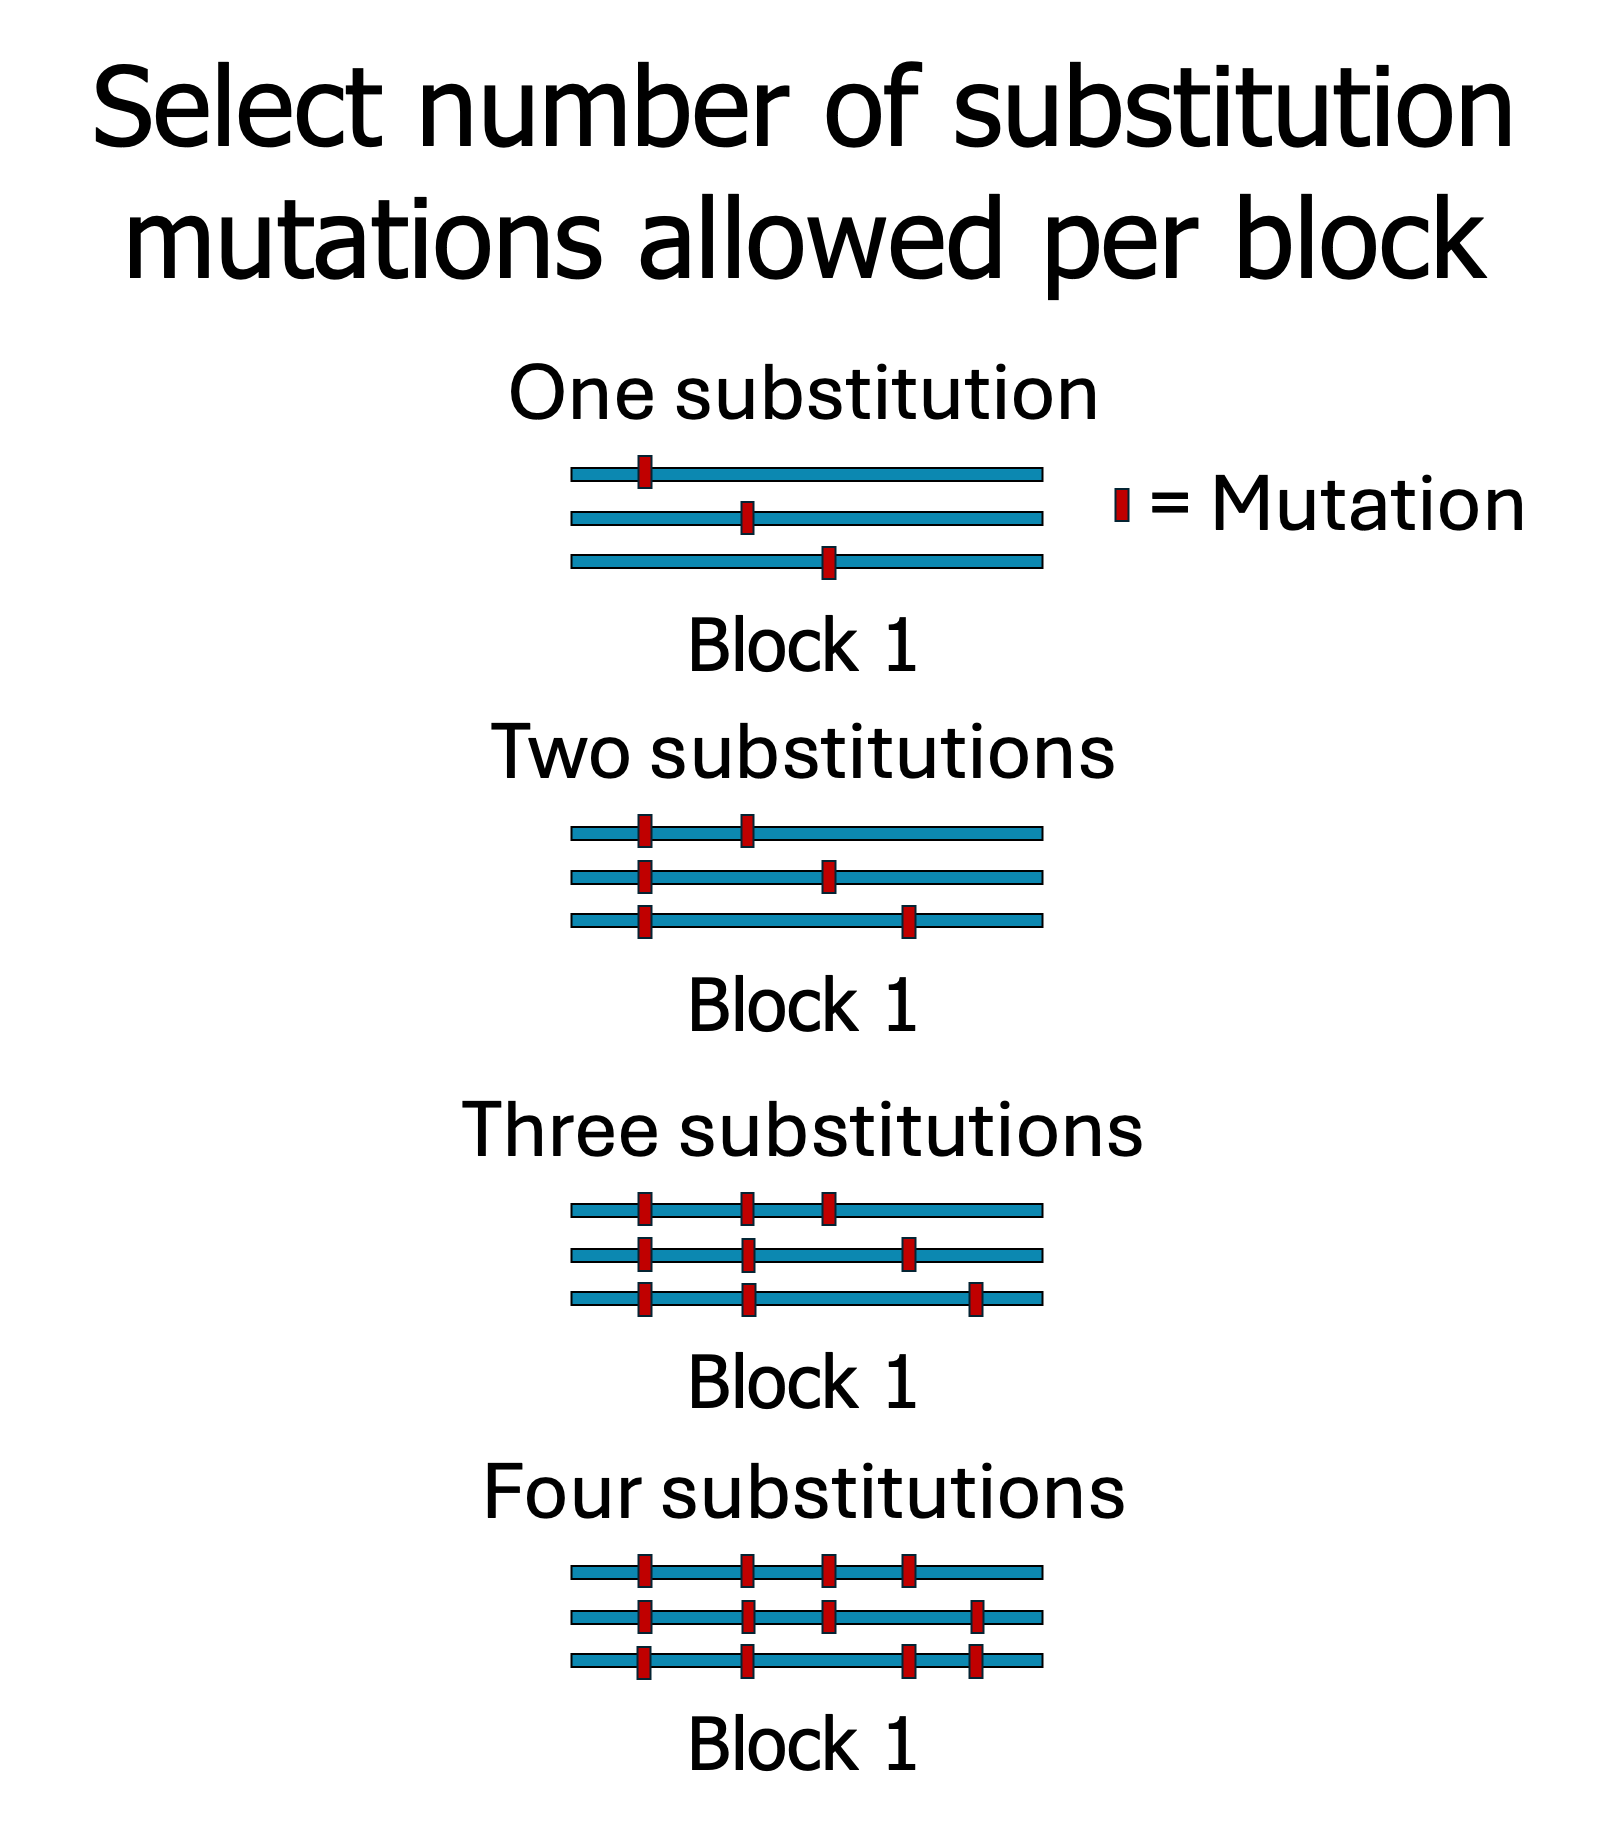 Select number of substitution
mutations allowed per block
One substitution
= Mutation
Block 1
Two substitutions
Block 1
Three substitutions
Block 1
Four substitutions
Block 1